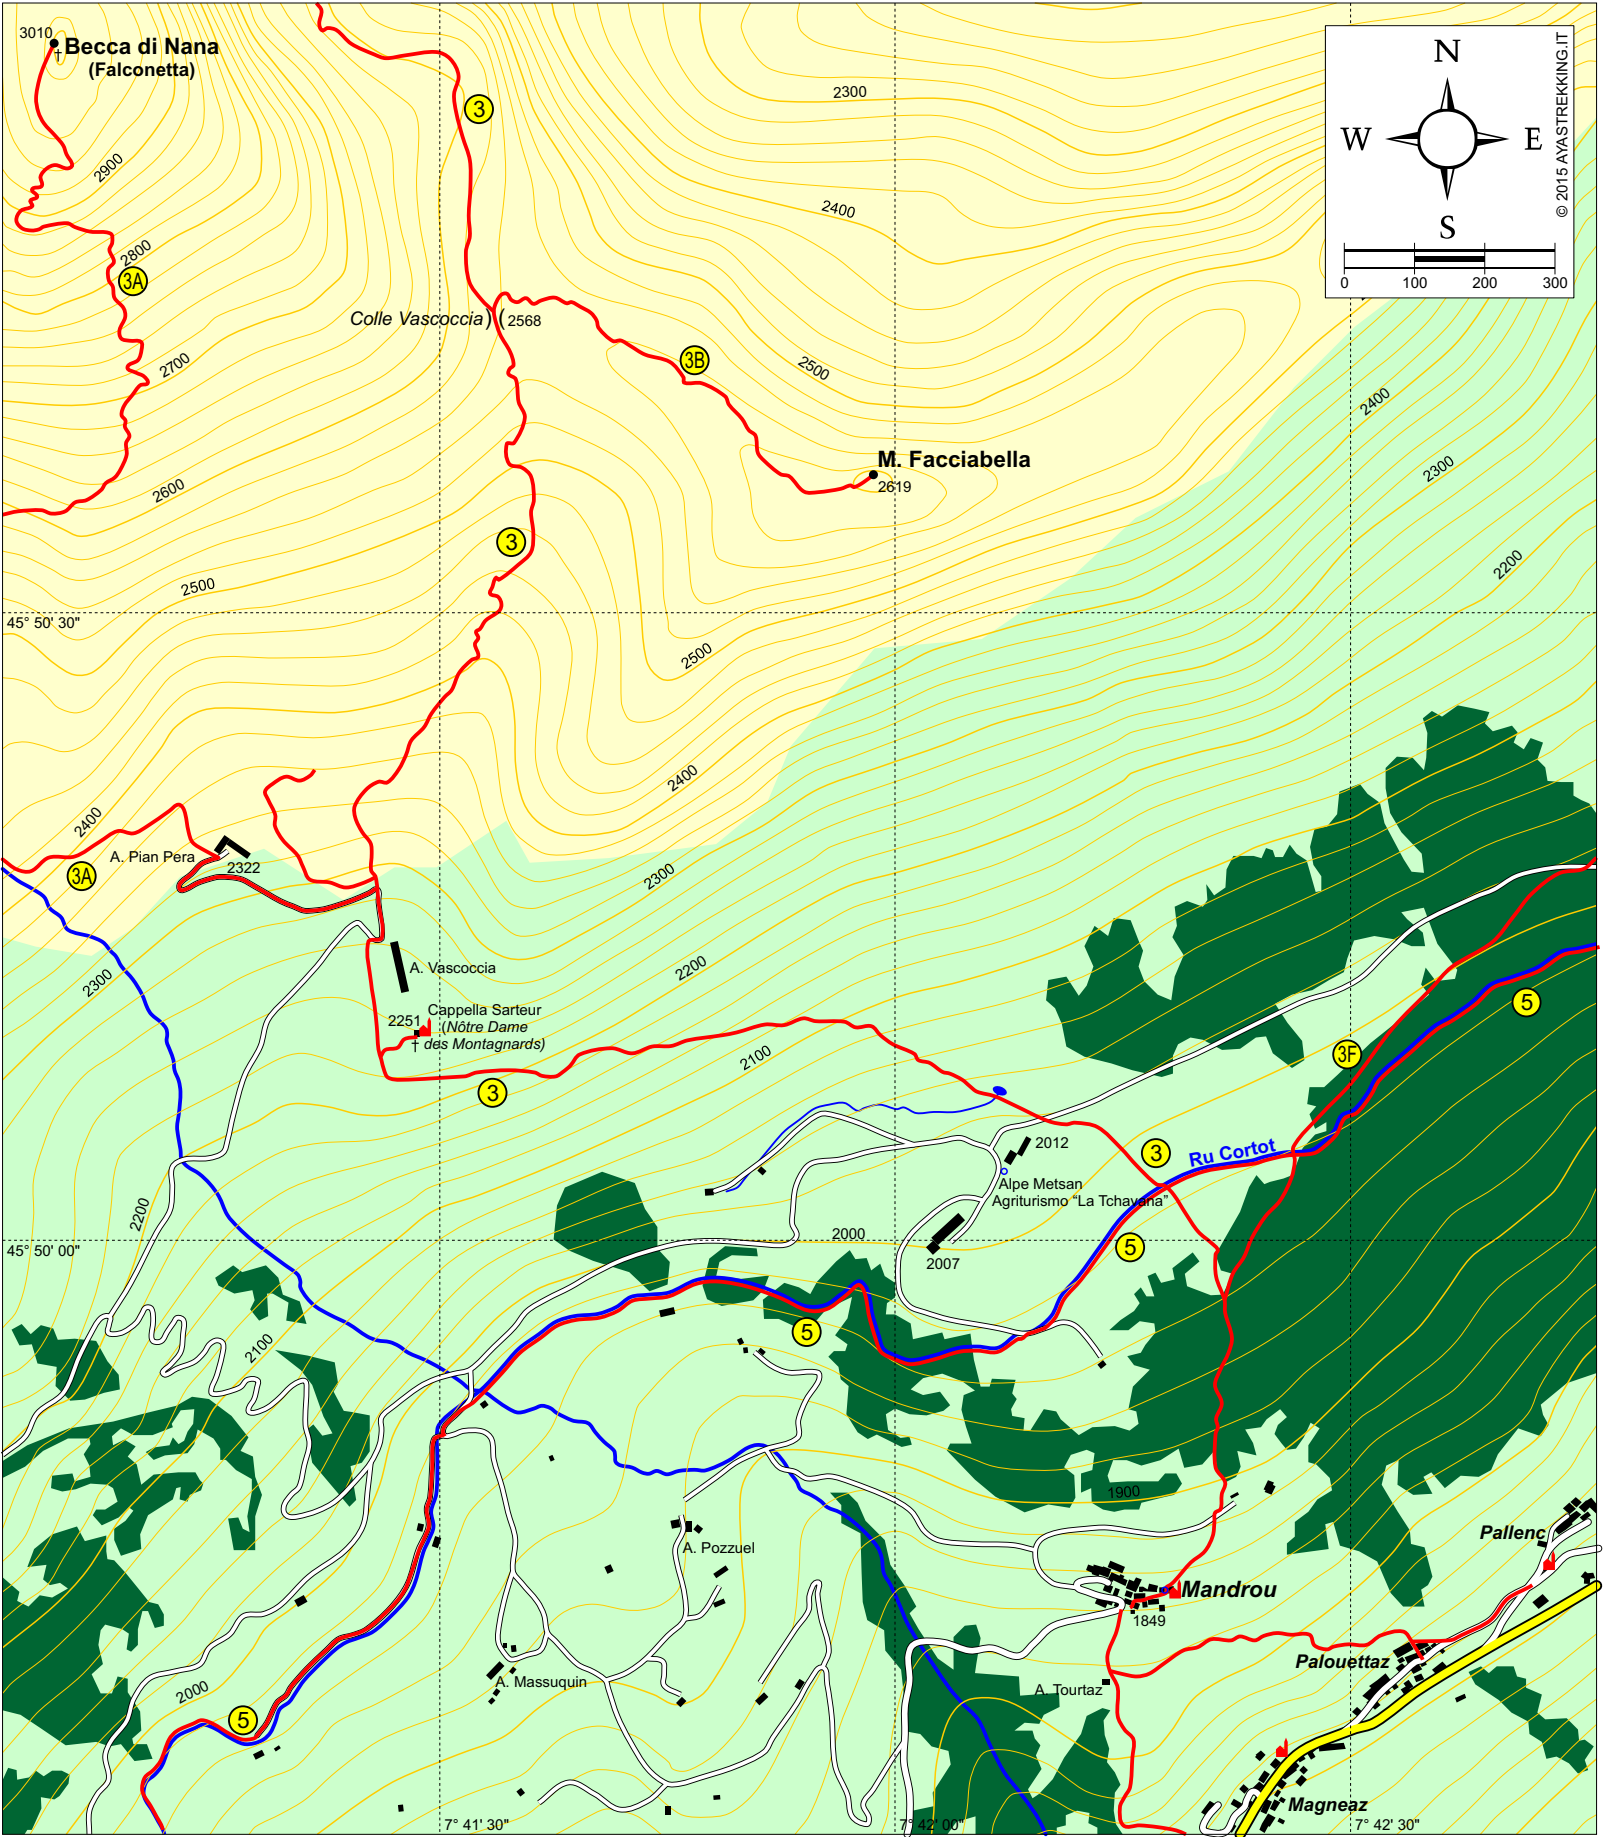 3010
Becca di Nana
(Falconetta)
3
2300
N
W
E
S
0 100 200 300
© 2015 AYASTREKKING.IT
2900
2400
2800
3A
Colle Vascoccia ) ( 2568
3B
2700
2500
2400
M. Facciabella
2619
2600
2300
3
2500
2200
45° 50' 30"
2500
2400
2400
A. Pian Pera
2322
3A
2300
2300
A. Vascoccia
2200
2251
Cappella Sarteur
(Nôtre Dame
des Montagnards)
5
3F
2100
3
2012
3
Ru Cortot
Alpe Metsan
Agriturismo “La Tchavana”
2200
2000
5
45° 50' 00"
2007
5
2100
1900
Pallenc
A. Pozzuel
Mandrou
1849
Palouettaz
A. Massuquin
A. Tourtaz
2000
5
Magneaz
7° 41' 30"
7° 42' 00"
7° 42' 30"